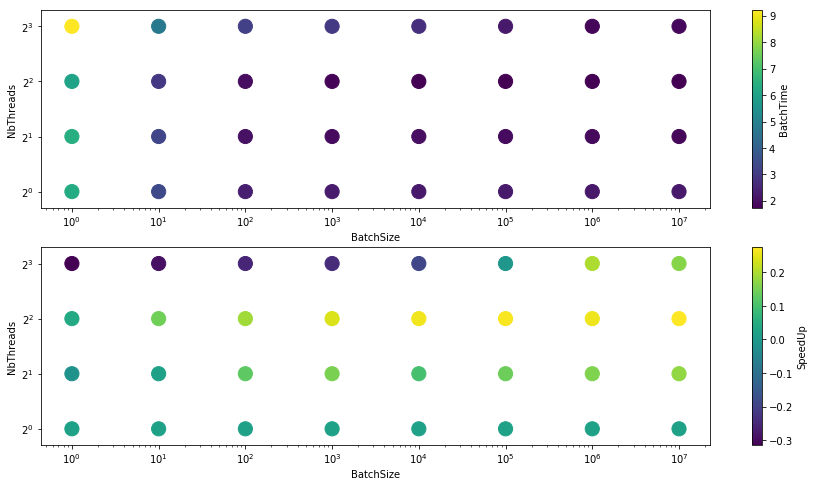 2³
2²
2¹
2⁰
NbThreads
10⁰ 10¹ 10² 10³ 10⁴ 10⁵ 10⁶ 10⁷
BatchSize
9
8
7
6
5
4
3
2
BatchTime
2³
2²
2¹
2⁰
NbThreads
10⁰ 10¹ 10² 10³ 10⁴ 10⁵ 10⁶ 10⁷
BatchSize
0.2
0.1
0.0
−0.1
−0.2
−0.3
SpeedUp